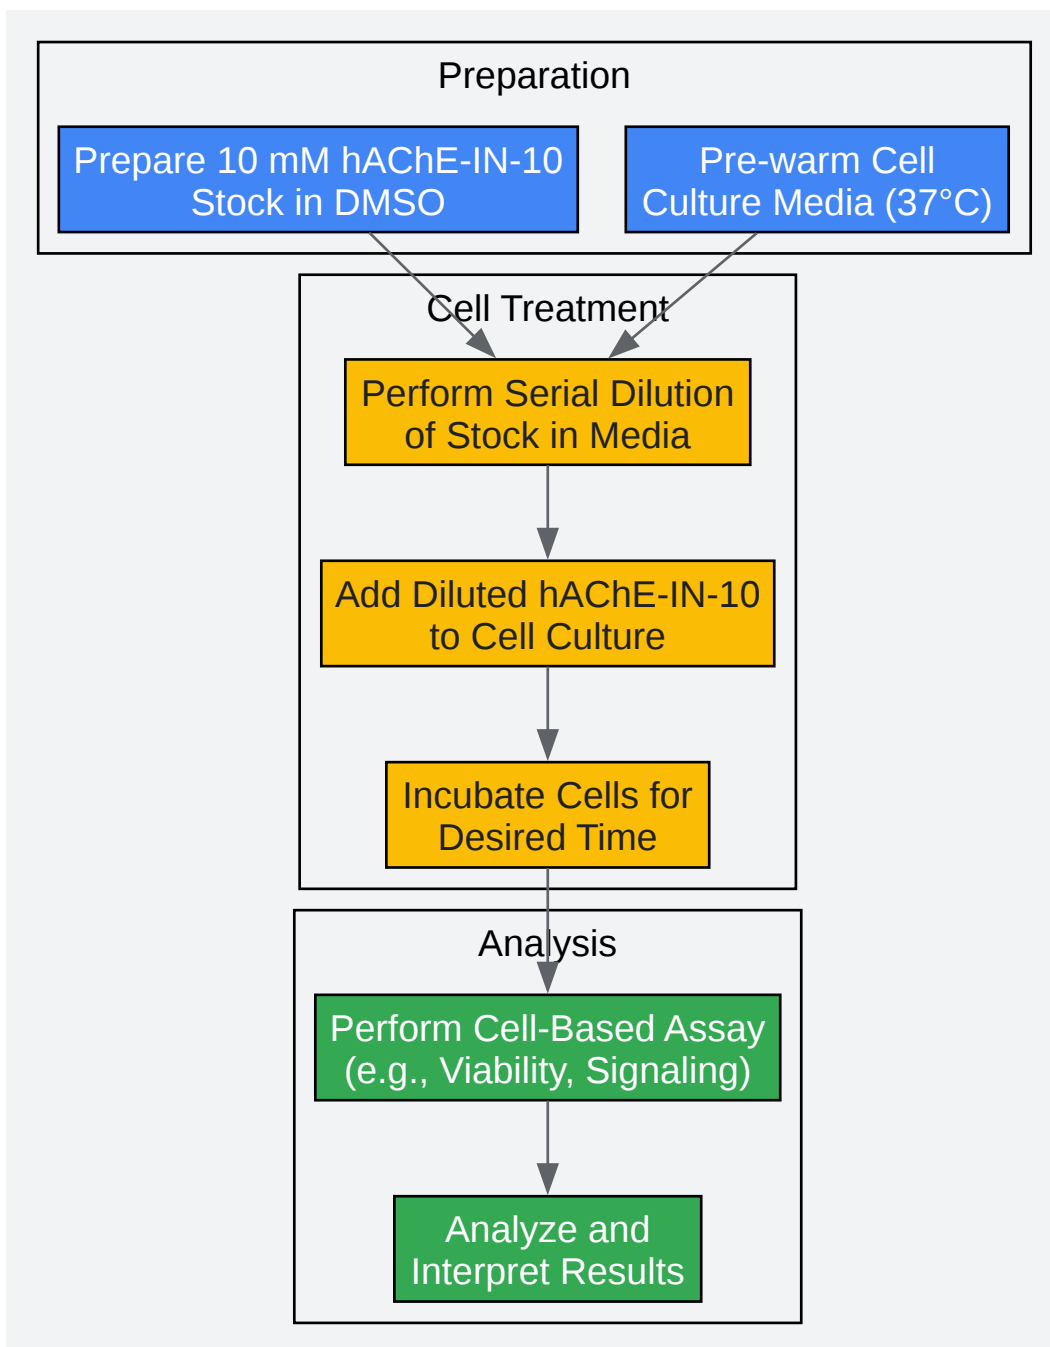 Preparation
Prepare 10 mM hAChE-IN-10
Stock in DMSO
Pre-warm Cell
Culture Media (37°C)
Cell Treatment
Perform Serial Dilution
of Stock in Media
Add Diluted hAChE-IN-10
to Cell Culture
Incubate Cells for
Desired Time
Analysis
Perform Cell-Based Assay
(e.g., Viability, Signaling)
Analyze and
Interpret Results